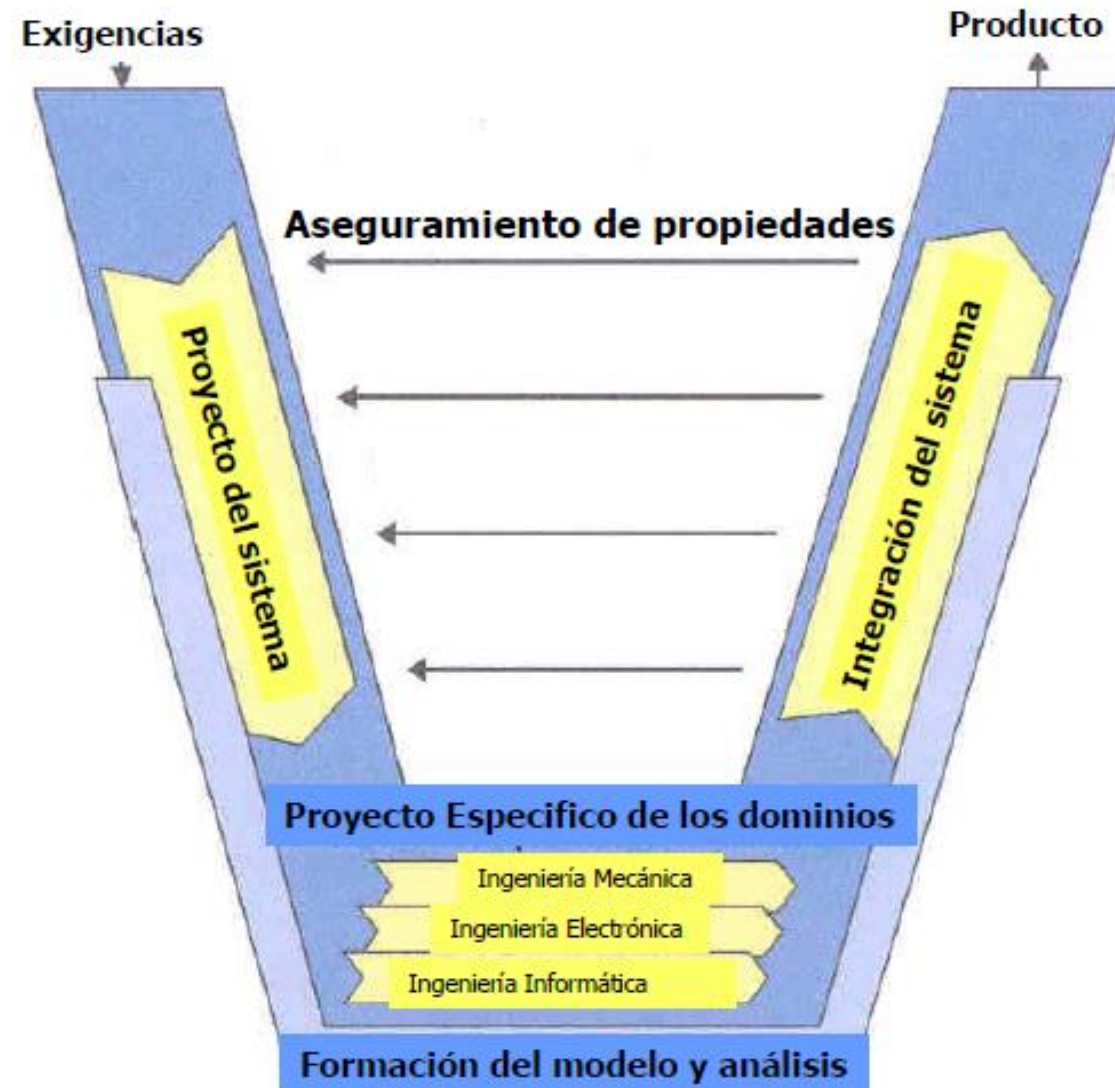 Exigencias
Producto
Aseguramiento de propiedades
Proyecto del sistema
Integración del sistema
Proyecto Especifico de los dominios
Ingeniería Mecánica
Ingeniería Electrónica
Ingeniería Informática
Formación del modelo y análisis